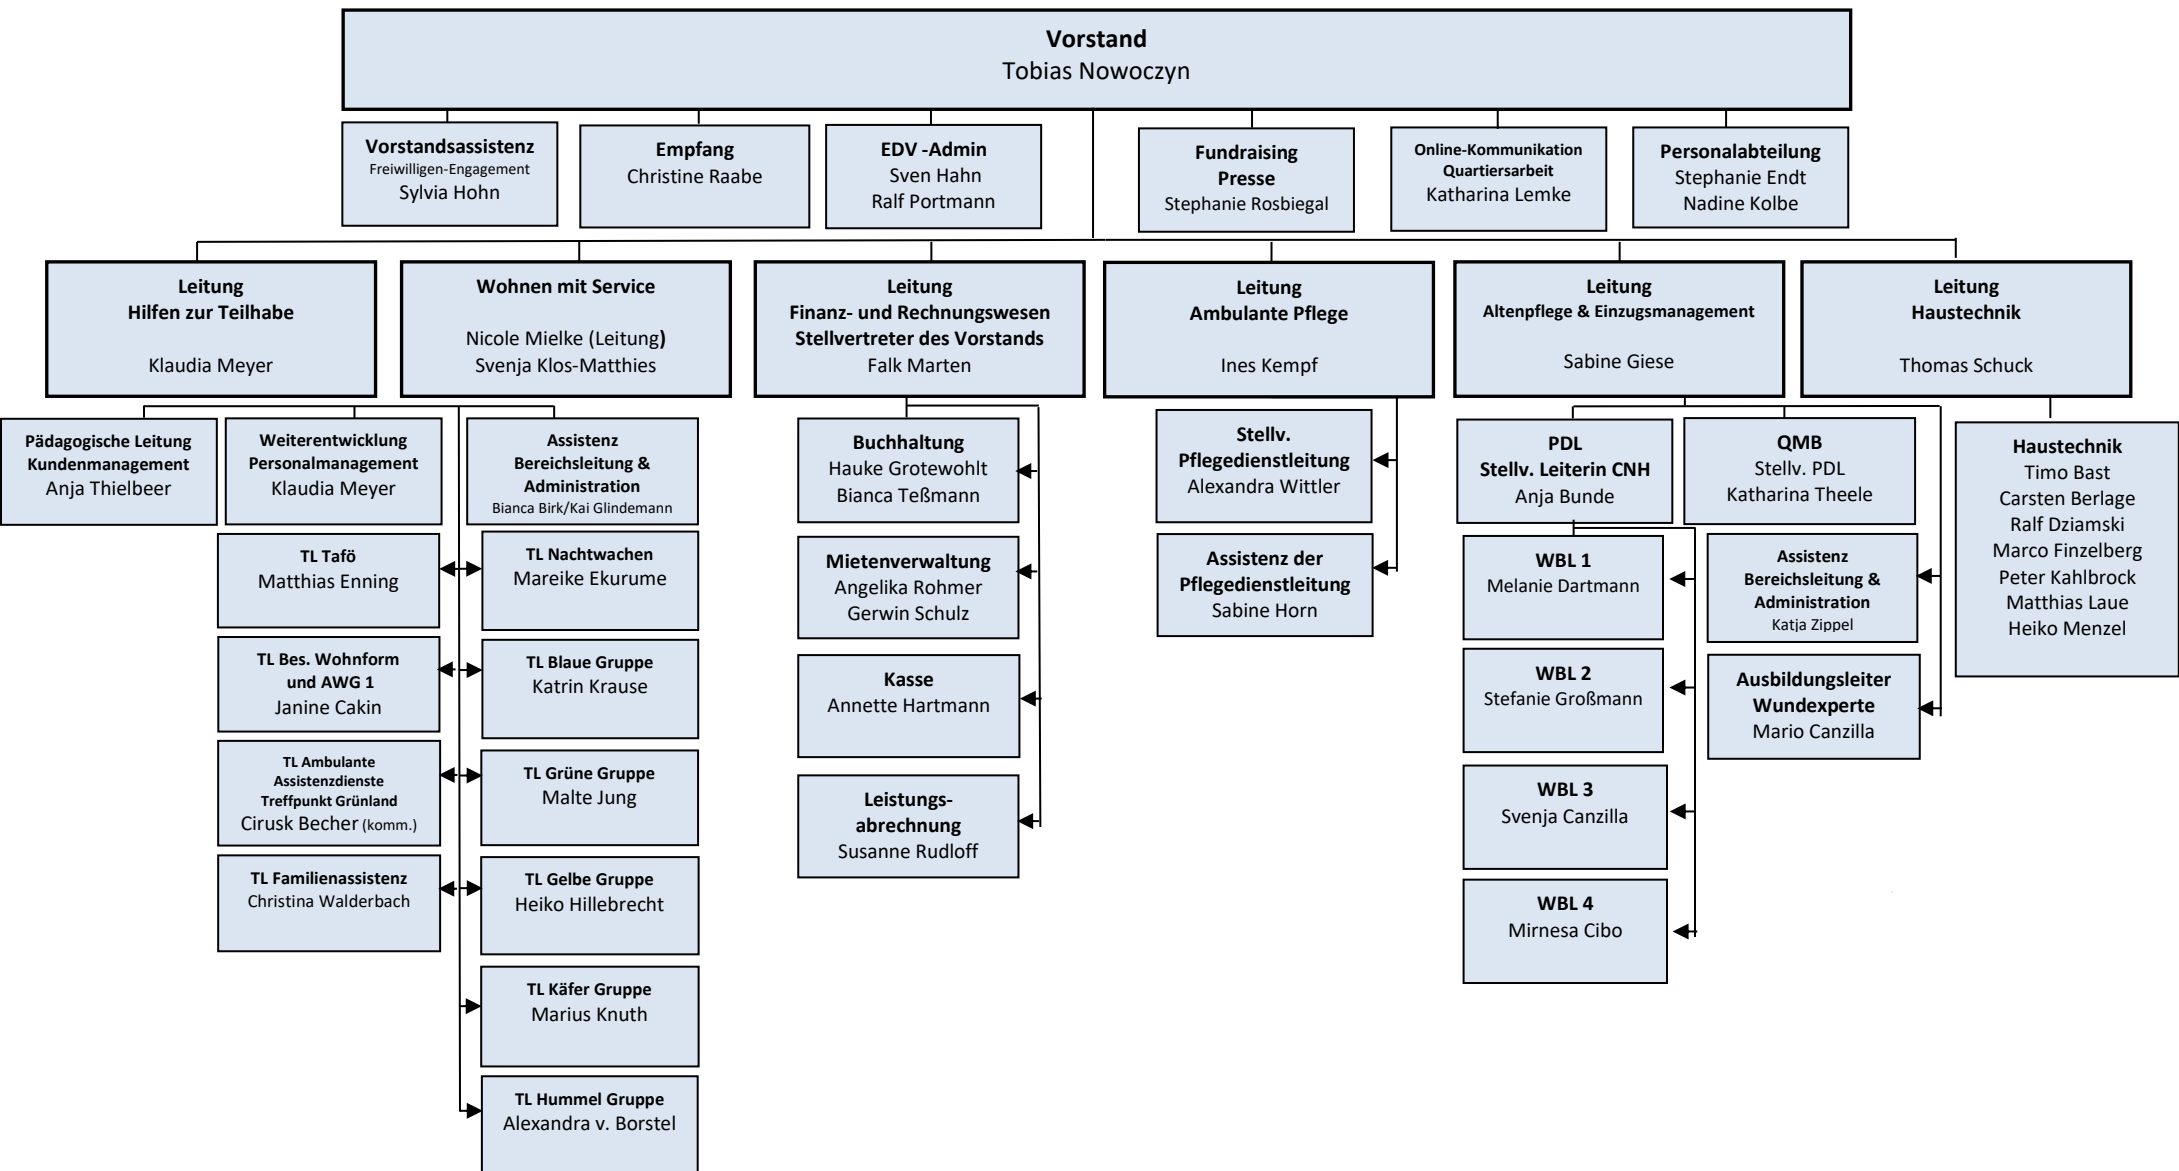 Vorstand
Tobias Nowoczyn
Vorstandsassistenz
Freiwilligen-Engagement
Sylvia Hohn
Empfang
Christine Raabe
EDV -Admin
Sven Hahn
Ralf Portmann
Fundraising
Presse
Stephanie Rosbiegal
Online-Kommunikation
Quartiersarbeit
Katharina Lemke
Personalabteilung
Stephanie Endt
Nadine Kolbe
Leitung
Hilfen zur Teilhabe
Klaudia Meyer
Wohnen mit Service
Nicole Mielke (Leitung)
Svenja Klos-Matthies
Leitung
Finanz- und Rechnungswesen
Stellvertreter des Vorstands
Falk Marten
Leitung
Ambulante Pflege
Ines Kempf
Leitung
Altenpflege & Einzugsmanagement
Sabine Giese
Leitung
Haustechnik
Thomas Schuck
Pädagogische Leitung
Kundenmanagement
Anja Thielbeer
Weiterentwicklung
Personalmanagement
Klaudia Meyer
Assistenz
Bereichsleitung &
Administration
Bianca Birk/Kai Glindemann
TL Tafö
Matthias Enning
TL Nachtwachen
Mareike Ekurume
TL Bes. Wohnform
und AWG 1
Janine Cakin
TL Blaue Gruppe
Katrin Krause
TL Ambulante
Assistenzdienste
Treffpunkt Grünland
Cirusk Becher (komm.)
TL Grüne Gruppe
Malte Jung
TL Familienassistenz
Christina Walderbach
TL Gelbe Gruppe
Heiko Hillebrecht
TL Käfer Gruppe
Marius Knuth
TL Hummel Gruppe
Alexandra v. Borstel
Buchhaltung
Hauke Grotewohlt
Bianca Teßmann
Mietenverwaltung
Angelika Rohmer
Gerwin Schulz
Kasse
Annette Hartmann
Leistungs-
abrechnung
Susanne Rudloff
Stellv.
Pflegedienstleitung
Alexandra Wittler
Assistenz der
Pflegedienstleitung
Sabine Horn
PDL
Stellv. Leiterin CNH
Anja Bunde
QMB
Stellv. PDL
Katharina Theele
WBL 1
Melanie Dartmann
WBL 2
Stefanie Großmann
WBL 3
Svenja Canzilla
WBL 4
Mirnesa Cibo
Assistenz
Bereichsleitung &
Administration
Katja Zippel
Ausbildungsleiter
Wundexperte
Mario Canzilla
Haustechnik
Timo Bast
Carsten Berlage
Ralf Dziamski
Marco Finzelberg
Peter Kahlbrock
Matthias Laue
Heiko Menzel